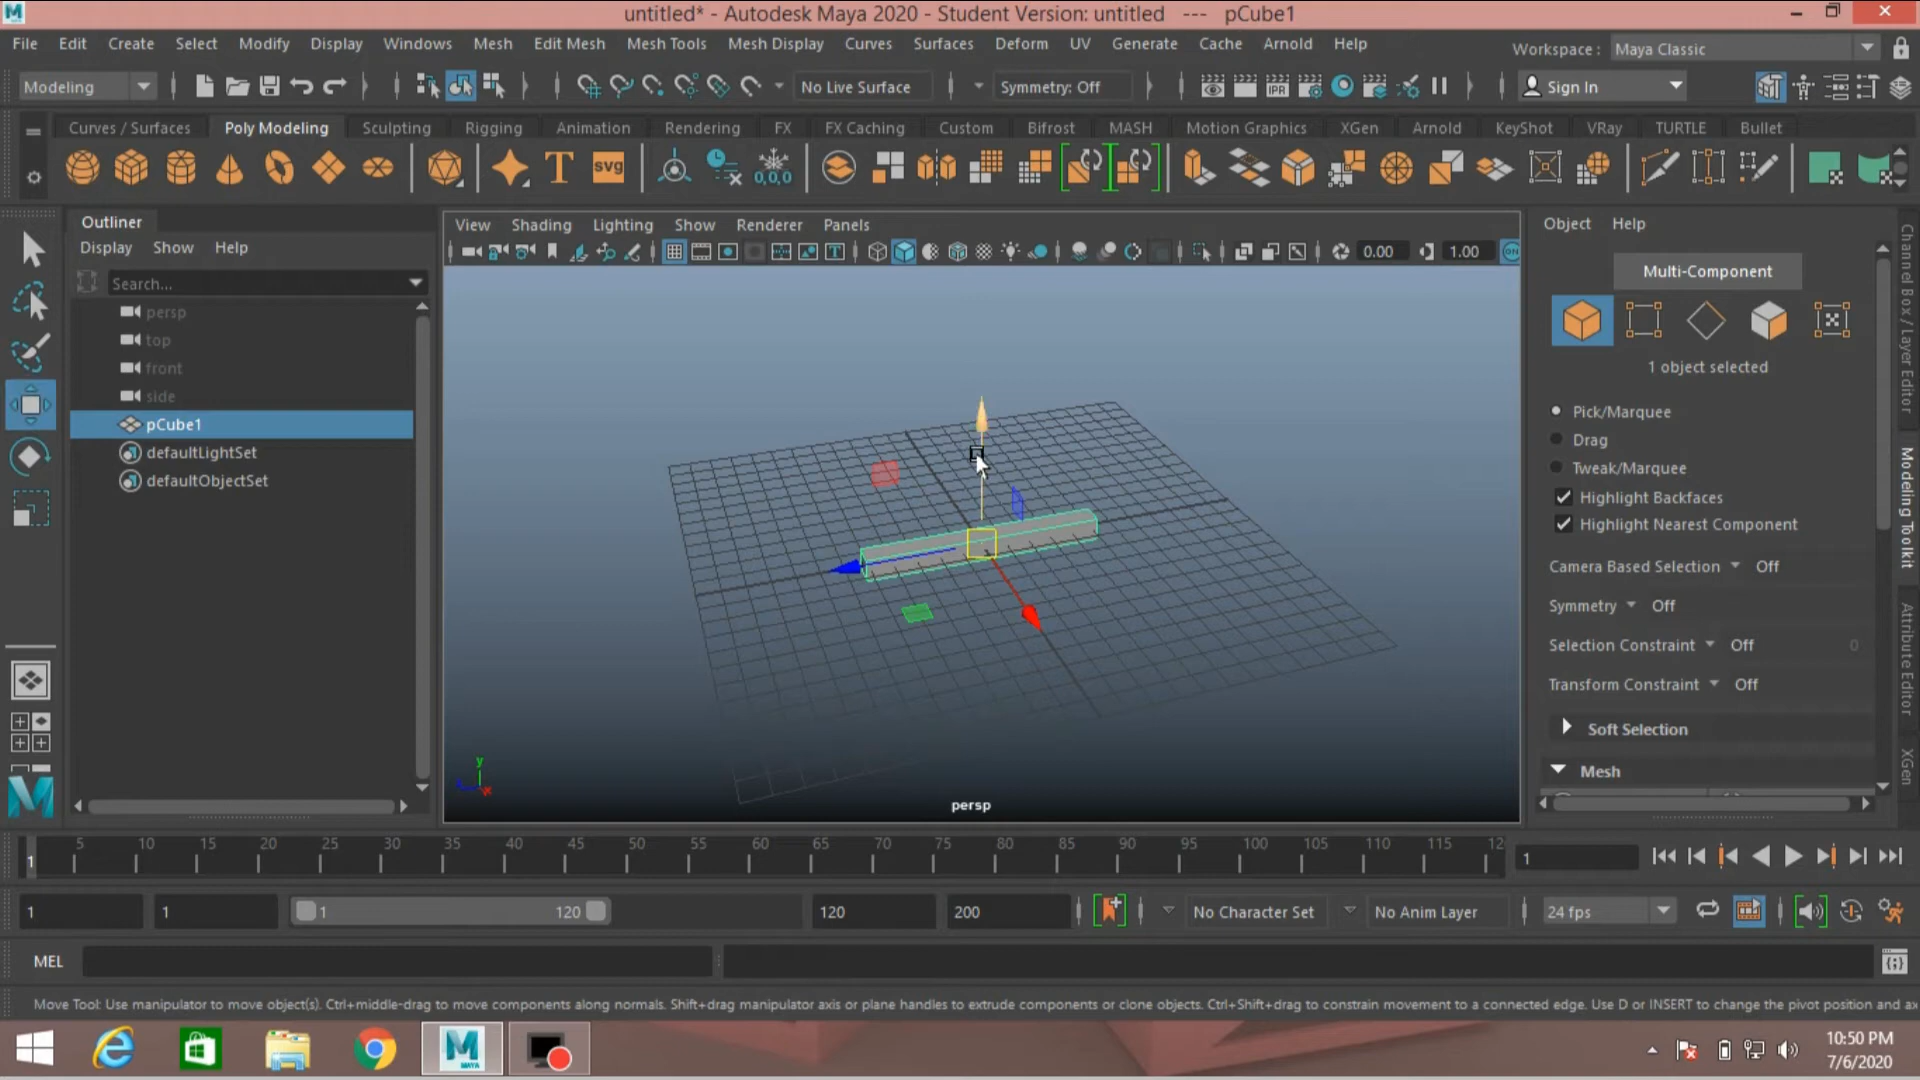 untitled* - Autodesk Maya 2020 - Student Version: untitled   ---   pCube1
File Edit Create Select Modify Display Windows Mesh Edit Mesh Mesh Tools Mesh Display Curves Surfaces Deform UV Generate Cache Arnold Help
Workspace : Maya Classic
Modeling
No Live Surface
Symmetry: Off
IPR
Sign In
Curves / Surfaces Poly Modeling Sculpting Rigging Animation Rendering FX FX Caching Custom Bifrost MASH Motion Graphics XGen Arnold KeyShot VRay TURTLE Bullet
T
svg
0,0,0
Outliner
Display Show Help
Search...
persp
top
front
side
pCube1
defaultLightSet
defaultObjectSet
View Shading Lighting Show Renderer Panels
0.00
1.00
ON
y
x
persp
Object Help
Multi-Component
1 object selected
Pick/Marquee
Drag
Tweak/Marquee
Highlight Backfaces
Highlight Nearest Component
Camera Based Selection Off
Symmetry Off
Selection Constraint Off 0
Transform Constraint Off
Soft Selection
Mesh
Channel Box / Layer Editor
Modeling Toolkit
Attribute Editor
XGen
1 5 10 15 20 25 30 35 40 45 50 55 60 65 70 75 80 85 90 95 100 105 110 115 12
1
1 1 1 120 120 200
No Character Set
No Anim Layer
24 fps
MEL
Move Tool: Use manipulator to move object(s). Ctrl+middle-drag to move components along normals. Shift+drag manipulator axis or plane handles to extrude components or clone objects. Ctrl+Shift+drag to constrain movement to a connected edge. Use D or INSERT to change the pivot position and ax
MAYA
10:50 PM
7/6/2020